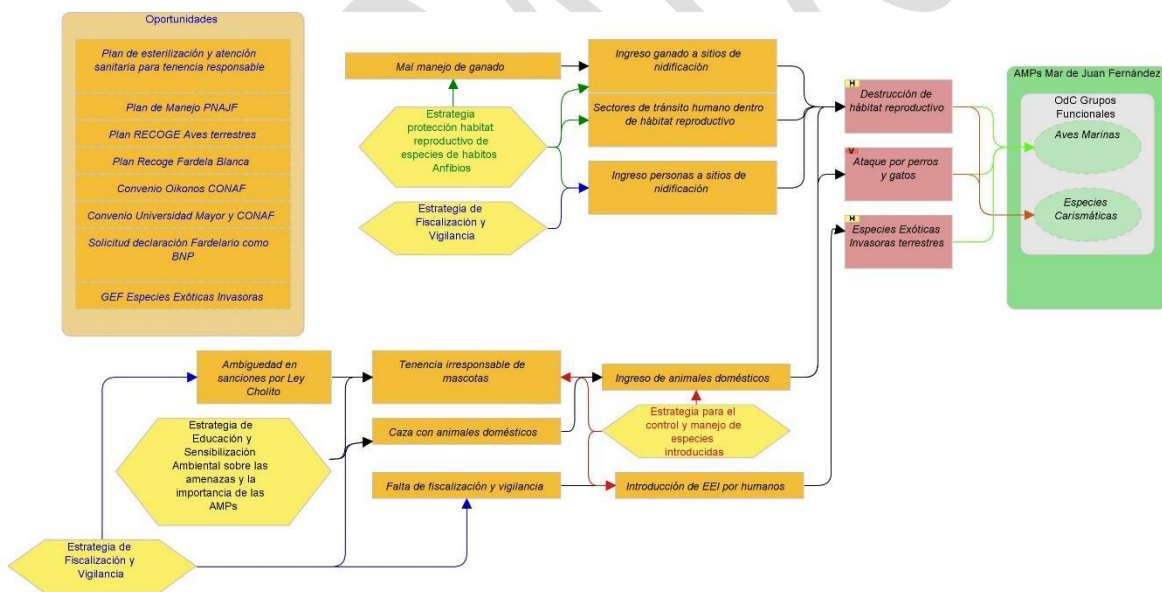 Oportunidades
Plan de esterilización y atención
sanitaria para tenencia responsable
Plan de Manejo PNAJF
Plan RECOGE Aves terrestres
Plan Recoge Fardela Blanca
Convenio Oikonos CONAF
Convenio Universidad Mayor y CONAF
Solicitud declaración Fardelario como
BNP
GEF Especies Exóticas Invasoras
Mal manejo de ganado
Estrategia
protección habitat
reproductivo de
especies de habitos
Anfibios
Estrategia de
Fiscalización y
Vigilancia
Ingreso ganado a sitios de
nidificación
Sectores de tránsito humano dentro
de hábitat reproductivo
Ingreso personas a sitios de
nidificación
H
Destrucción de
hábitat reproductivo
V
Ataque por perros
y gatos
H
Especies Exóticas
Invasoras terrestres
AMPs Mar de Juan Fernández
OdC Grupos
Funcionales
Aves Marinas
Especies
Carismáticas
Ambiguedad en
sanciones por Ley
Cholito
Tenencia irresponsable de
mascotas
Ingreso de animales domésticos
Estrategia de
Educación y
Sensibilización
Ambiental sobre las
amenazas y la
importancia de las
AMPs
Caza con animales domésticos
Estrategia para el
control y manejo de
especies
introducidas
Falta de fiscalización y vigilancia
Introducción de EEI por humanos
Estrategia de
Fiscalización y
Vigilancia